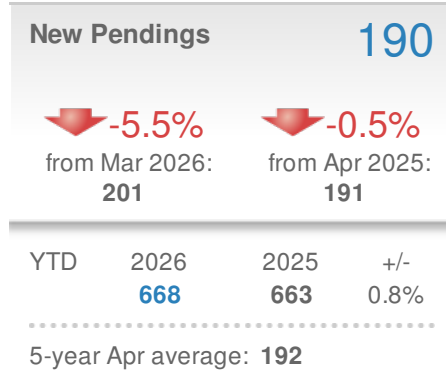 New Pendings 190
-5.5% -0.5%
from Mar 2026: from Apr 2025:
201 191
YTD 2026 2025 +/-
668 663 0.8%
5-year Apr average: 192